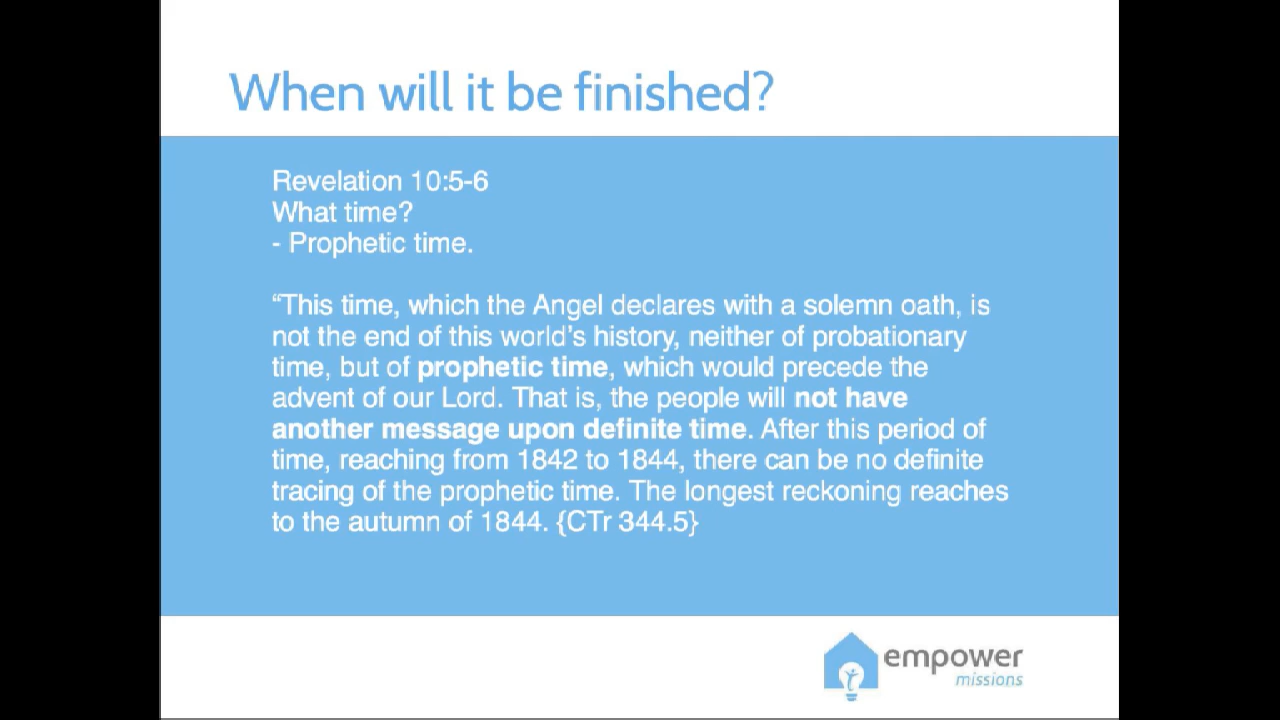 When will it be finished?
Revelation 10:5-6
What time?
- Prophetic time.
“This time, which the Angel declares with a solemn oath, is
not the end of this world’s history, neither of probationary
time, but of prophetic time, which would precede the
advent of our Lord. That is, the people will not have
another message upon definite time. After this period of
time, reaching from 1842 to 1844, there can be no definite
tracing of the prophetic time. The longest reckoning reaches
to the autumn of 1844. {CTr 344.5}
empower
missions